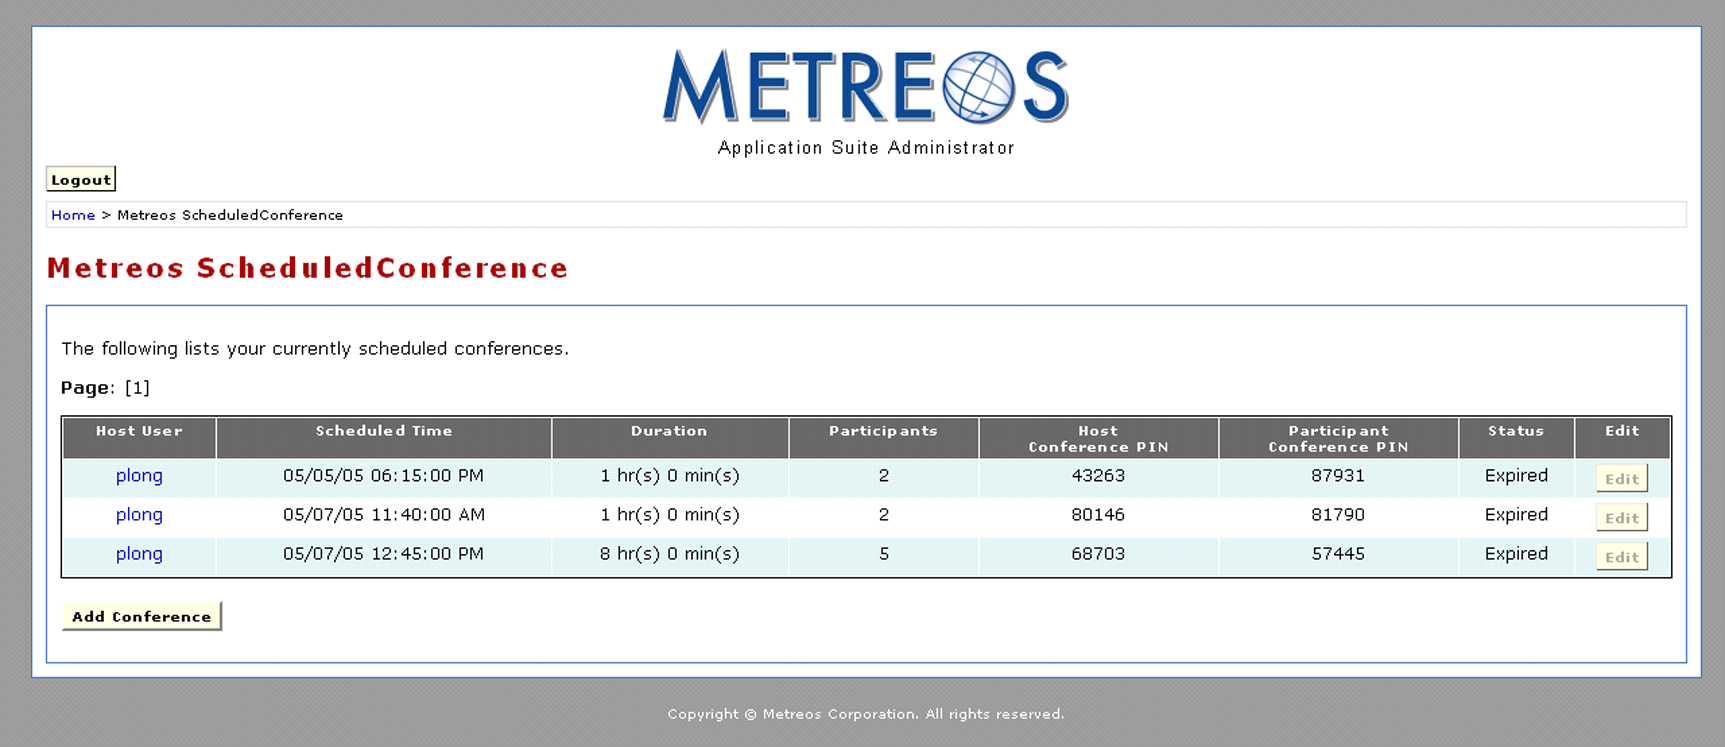 METREOS
Application Suite Administrator
Logout
Home > Metreos ScheduledConference
Metreos ScheduledConference
The following lists your currently scheduled conferences.
Page: [1]
Host User Scheduled Time Duration Participants Host Conference PIN Participant Conference PIN Status Edit
plong 05/05/05 06:15:00 PM 1 hr(s) 0 min(s) 2 43263 87931 Expired Edit
plong 05/07/05 11:40:00 AM 1 hr(s) 0 min(s) 2 80146 81790 Expired Edit
plong 05/07/05 12:45:00 PM 8 hr(s) 0 min(s) 5 68703 57445 Expired Edit
Add Conference
Copyright © Metreos Corporation. All rights reserved.